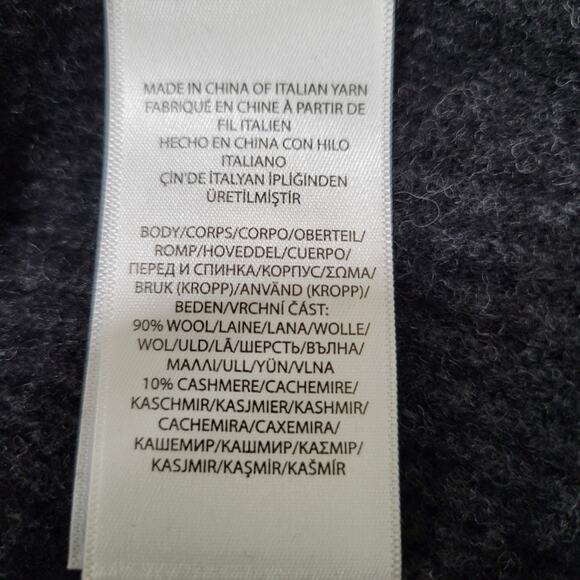 MADE IN CHINA OF ITALIAN YARN
FABRIQUÉ EN CHINE À PARTIR DE
FIL ITALIEN
HECHO EN CHINA CON HILO
ITALIANO
ÇİN'DE İTALYAN İPLİĞİNDEN
ÜRETİLMİŞTİR
BODY/CORPS/CORPO/OBERTEIL/
ROMP/HOVEDDEL/CUERPO/
ПЕРЕД И СПИНКА/КОРПУС/ΣΩΜΑ/
BRUK (KROPP)/ANVÄND (KROPP)/
BEDEN/VRCHNÍ ČÁST:
90% WOOL/LAINE/LANA/WOLLE/
WOL/ULD/LÃ/ШЕРСТЬ/ВЪЛНА/
ΜΑΛΛΙ/ULL/YÜN/VLNA
10% CASHMERE/CACHEMIRE/
KASCHMIR/KASJMIER/KASHMIR/
CACHEMIRA/CAXEMIRA/
КАШЕМИР/КАШМИР/ΚΑΣΜΙΡ/
KASJMIR/KAŞMİR/KAŠMÍR